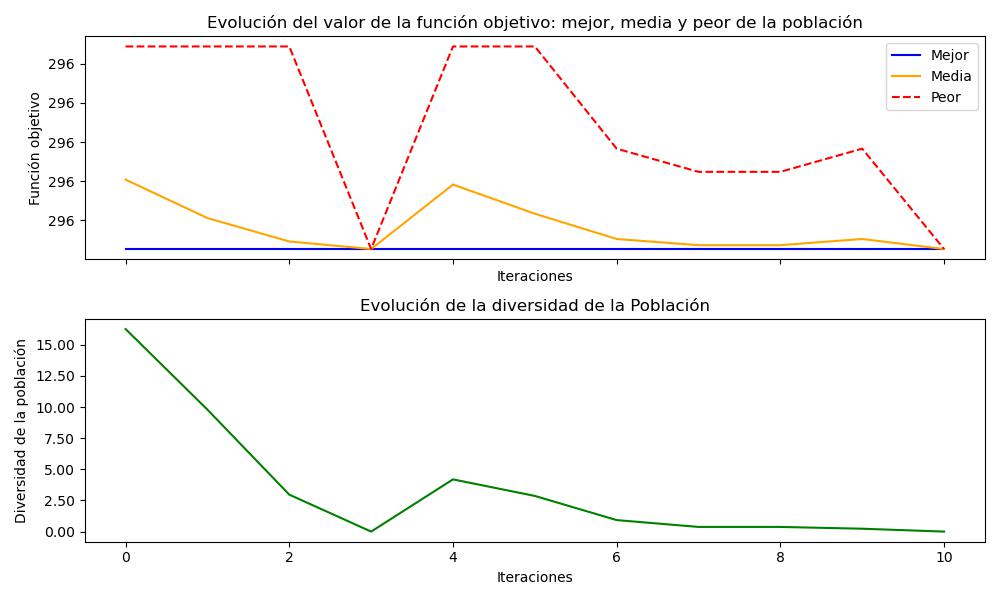 Evolución del valor de la función objetivo: mejor, media y peor de la población
296
296
296
296
296
Función objetivo
Mejor
Media
Peor
Iteraciones
Evolución de la diversidad de la Población
15.00
12.50
10.00
7.50
5.00
2.50
0.00
Diversidad de la población
0 2 4 6 8 10
Iteraciones